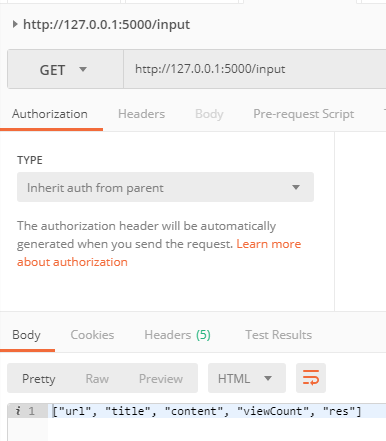 http://127.0.0.1:5000/input
GET http://127.0.0.1:5000/input
Authorization Headers Body Pre-request Script
TYPE
Inherit auth from parent
The authorization header will be automatically
generated when you send the request. Learn more
about authorization
Body Cookies Headers (5) Test Results
Pretty Raw Preview HTML
i 1 ["url", "title", "content", "viewCount", "res"]